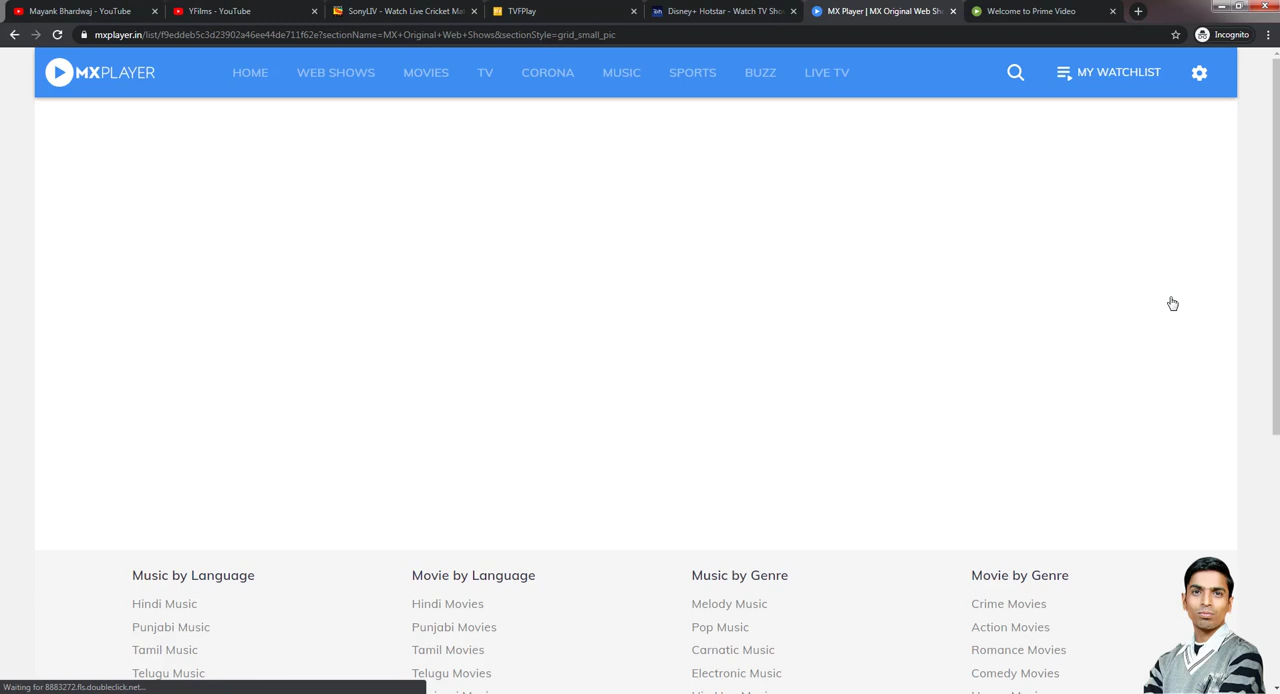 Mayank Bhardwaj - YouTube
YFilms - YouTube
SonyLIV - Watch Live Cricket Mat
TVFPlay
Disney+ Hotstar - Watch TV Sho
MX Player | MX Original Web Sho
Welcome to Prime Video
mxplayer.in/list/f9eddeb5c3d23902a46ee44de711f62e?sectionName=MX+Original+Web+Shows&sectionStyle=grid_small_pic
Incognito
MXPLAYER
HOME
WEB SHOWS
MOVIES
TV
CORONA
MUSIC
SPORTS
BUZZ
LIVE TV
MY WATCHLIST
Music by Language
Hindi Music
Punjabi Music
Tamil Music
Telugu Music
Movie by Language
Hindi Movies
Punjabi Movies
Tamil Movies
Telugu Movies
Music by Genre
Melody Music
Pop Music
Carnatic Music
Electronic Music
Movie by Genre
Crime Movies
Action Movies
Romance Movies
Comedy Movies
Waiting for 8883272.fls.doubleclick.net...